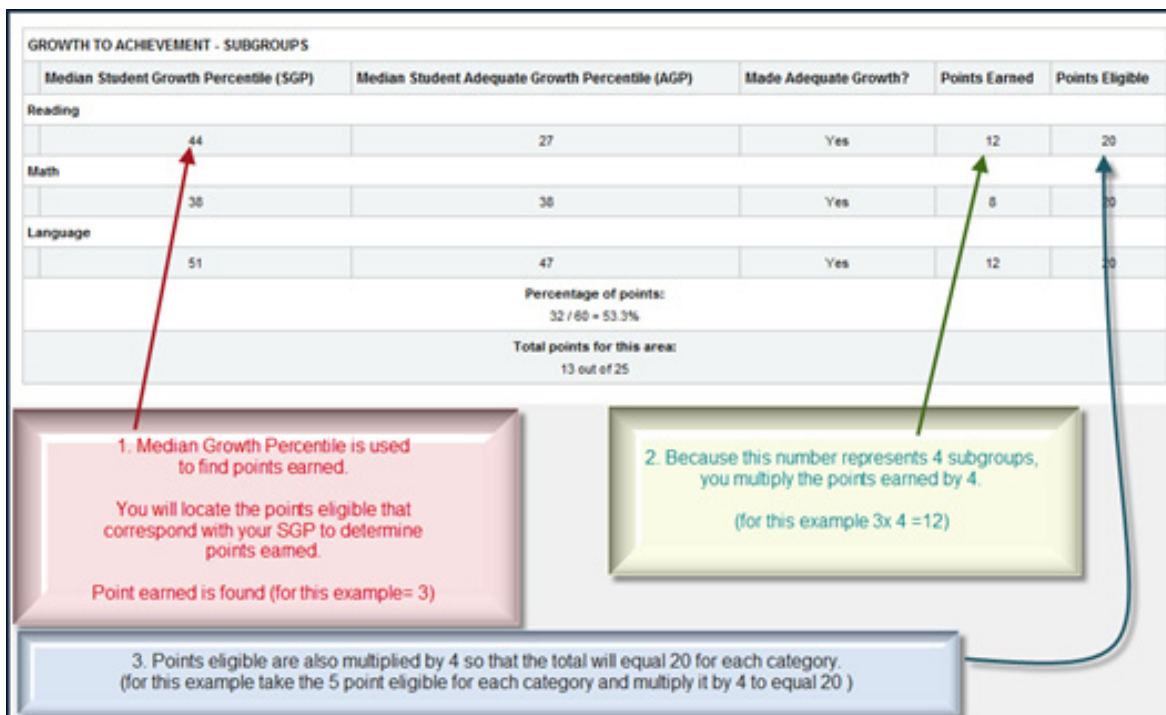 GROWTH TO ACHIEVEMENT - SUBGROUPS
Median Student Growth Percentile (SGP) Median Student Adequate Growth Percentile (AGP) Made Adequate Growth? Points Earned Points Eligible
Reading
44 27 Yes 12 20
Math
38 38 Yes 8 20
Language
51 47 Yes 12 20
Percentage of points:
32 / 60 = 53.3%
Total points for this area:
13 out of 25
1. Median Growth Percentile is used
to find points earned.
You will locate the points eligible that
correspond with your SGP to determine
points earned.
Point earned is found (for this example= 3)
2. Because this number represents 4 subgroups,
you multiply the points earned by 4.
(for this example 3x 4 =12)
3. Points eligible are also multiplied by 4 so that the total will equal 20 for each category.
(for this example take the 5 point eligible for each category and multiply it by 4 to equal 20 )